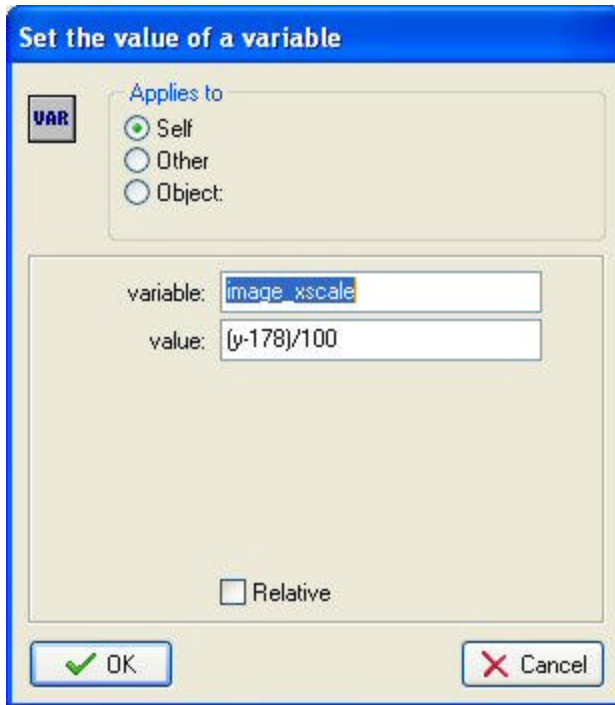 Set the value of a variable
VAR
Applies to
Self
Other
Object:
variable: image_xscale
value: (y-178)/100
Relative
OK
Cancel